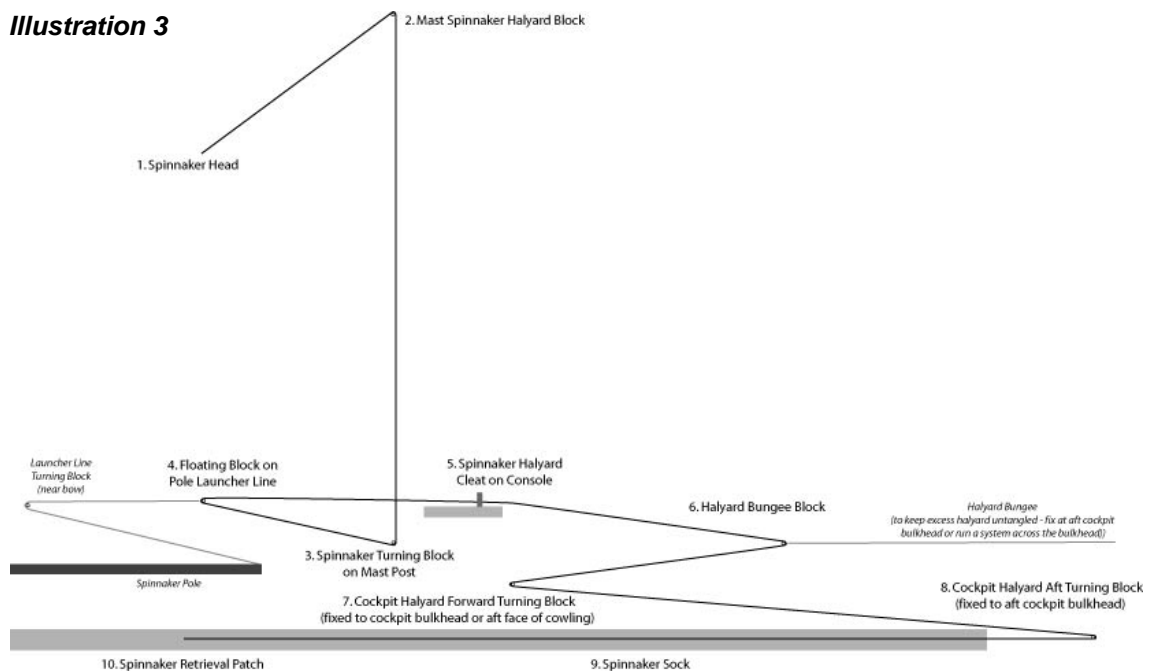 Illustration 3
2. Mast Spinnaker Halyard Block
1. Spinnaker Head
Launcher Line
Turning Block
(near bow)
4. Floating Block on
Pole Launcher Line
5. Spinnaker Halyard
Cleat on Console
6. Halyard Bungee Block
Halyard Bungee
(to keep excess halyard untangled - fix at aft cockpit
bulkhead or run a system across the bulkhead))
3. Spinnaker Turning Block
on Mast Post
Spinnaker Pole
7. Cockpit Halyard Forward Turning Block
(fixed to cockpit bulkhead or aft face of cowling)
8. Cockpit Halyard Aft Turning Block
(fixed to aft cockpit bulkhead)
10. Spinnaker Retrieval Patch
9. Spinnaker Sock